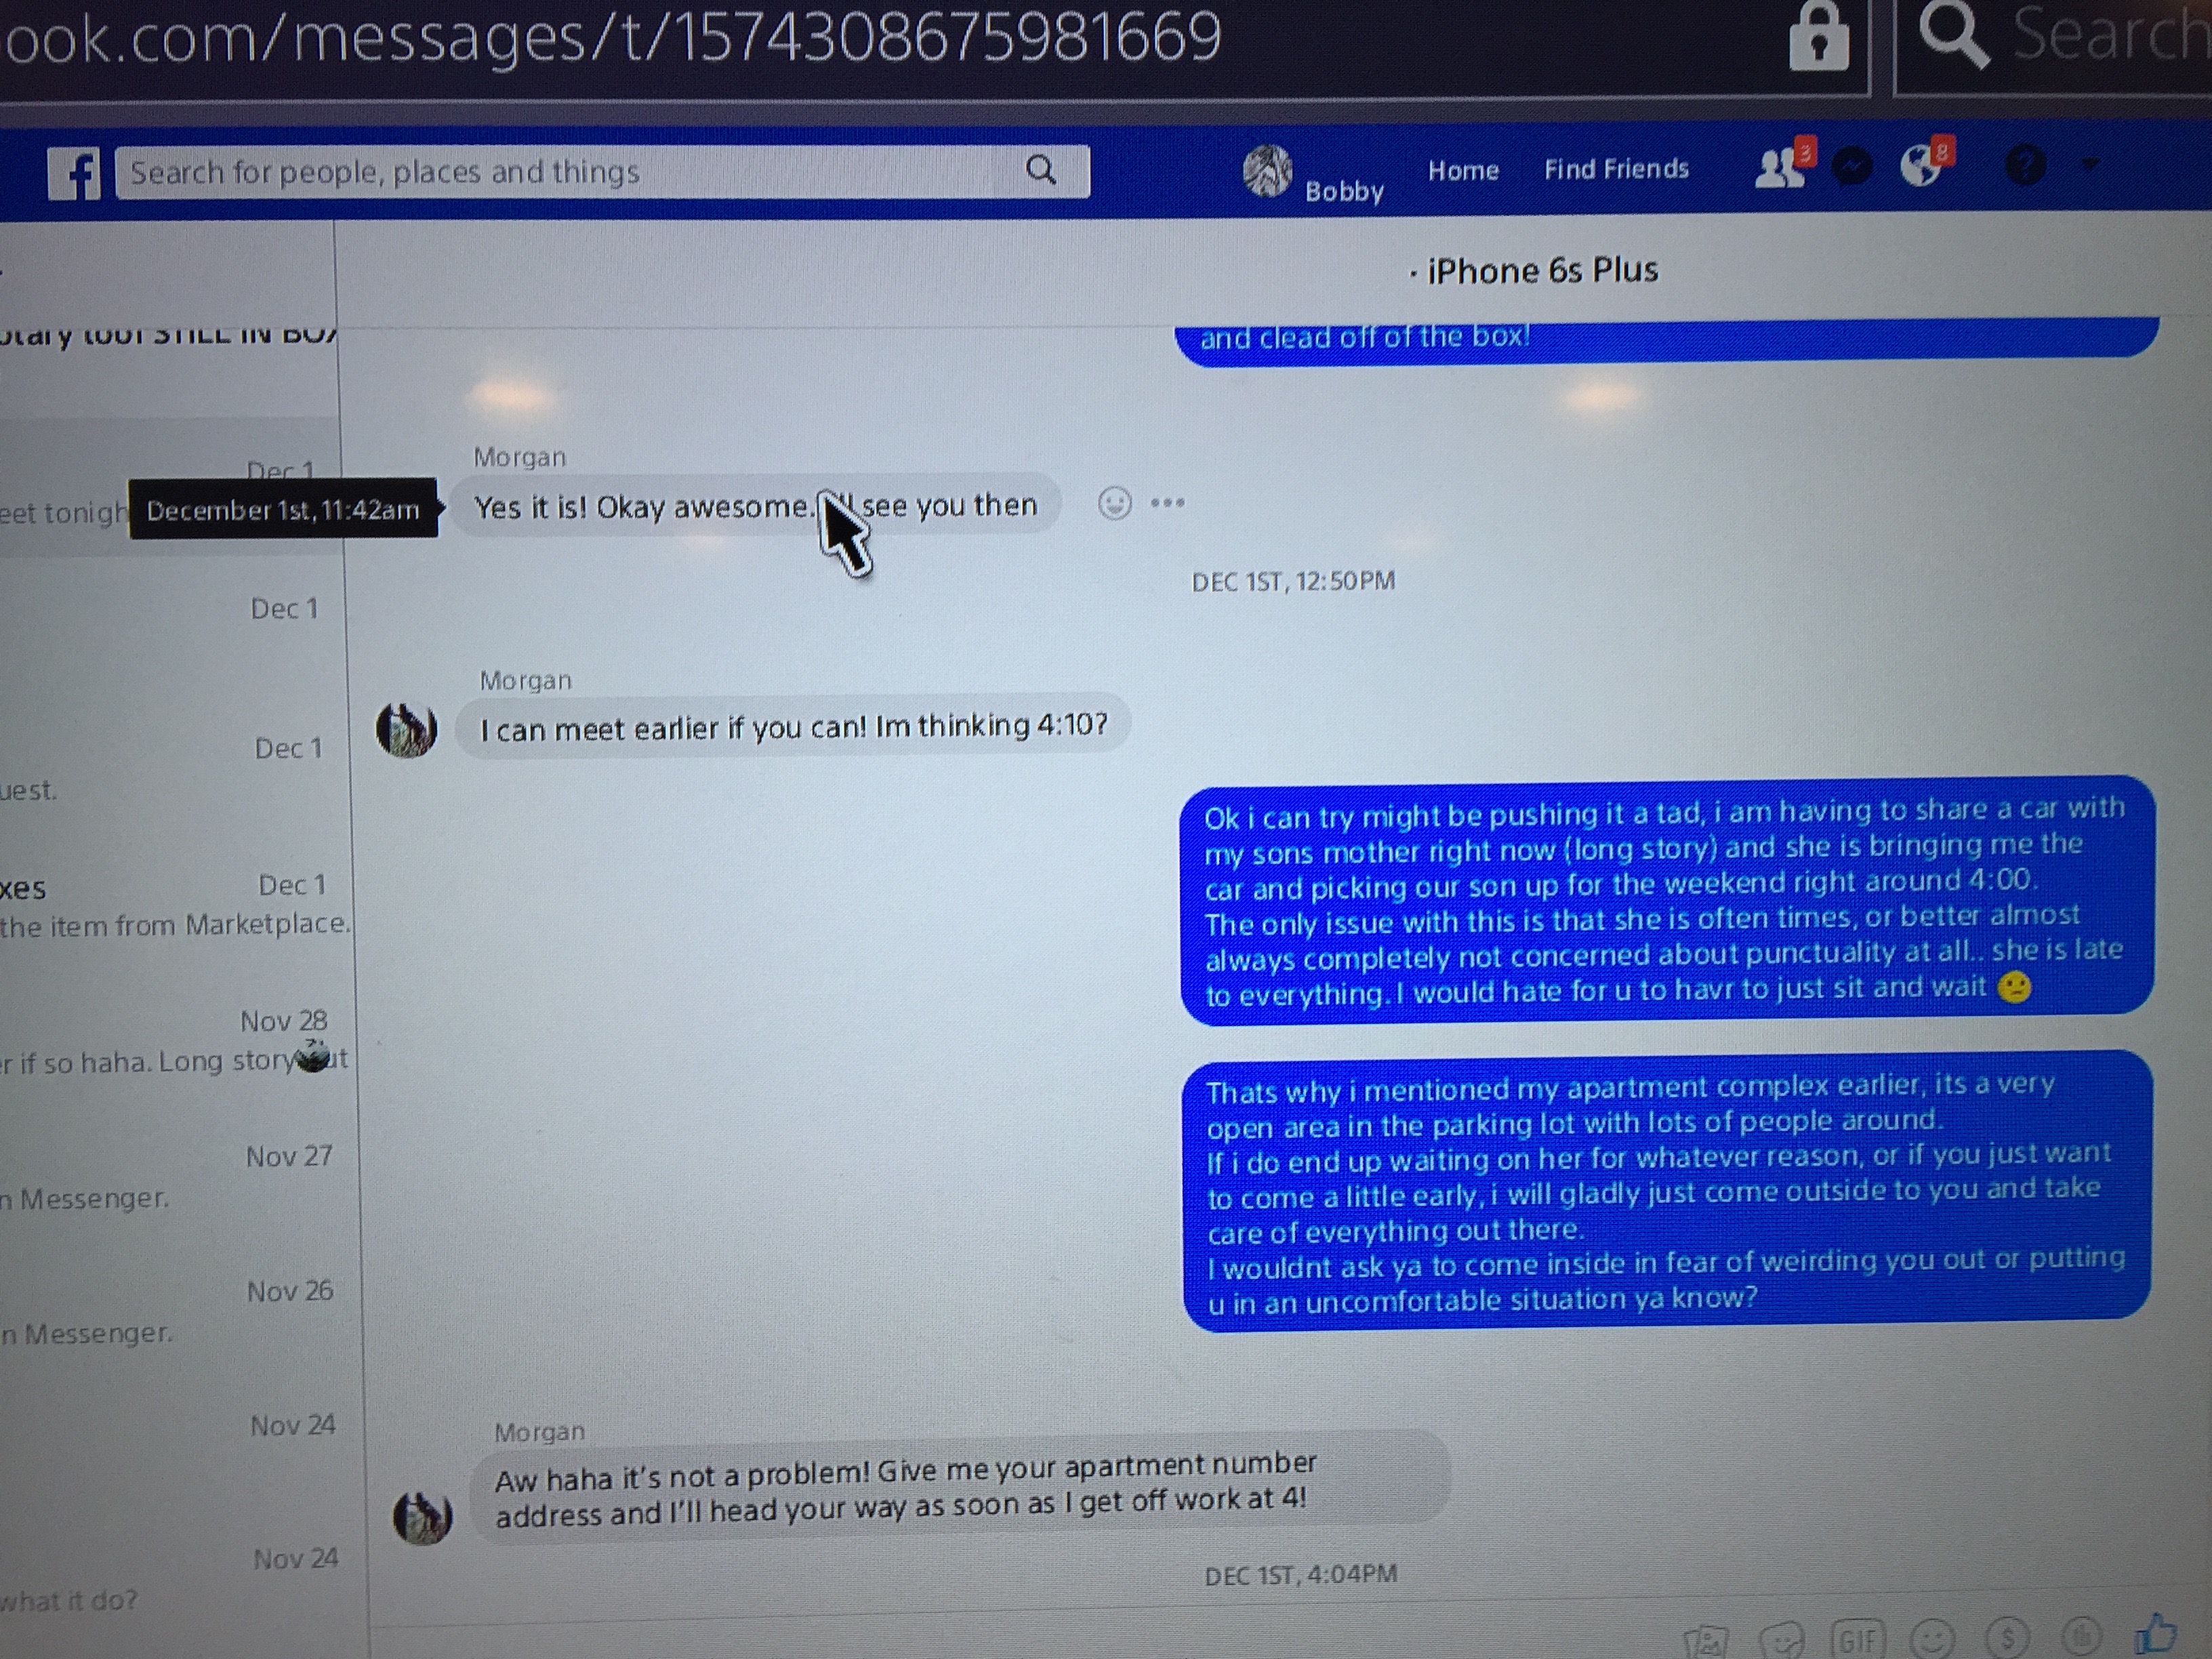 ook.com/messages/t/1574308675981669
Search
f
Search for people, places and things
Bobby
Home
Find Friends
3
8
?
· iPhone 6s Plus
STILL IN
and clead off of the box!
Dec 1
Morgan
December 1st, 11:42am
Yes it is! Okay awesome. see you then
DEC 1ST, 12:50PM
Dec 1
Morgan
I can meet earlier if you can! Im thinking 4:10?
Dec 1
uest.
Ok i can try might be pushing it a tad, i am having to share a car with
my sons mother right now (long story) and she is bringing me the
car and picking our son up for the weekend right around 4:00.
The only issue with this is that she is often times, or better almost
always completely not concerned about punctuality at all.. she is late
to everything. I would hate for u to havr to just sit and wait
xes
Dec 1
the item from Marketplace.
Nov 28
r if so haha. Long story ut
Thats why i mentioned my apartment complex earlier, its a very
open area in the parking lot with lots of people around.
If i do end up waiting on her for whatever reason, or if you just want
to come a little early, i will gladly just come outside to you and take
care of everything out there.
I wouldnt ask ya to come inside in fear of weirding you out or putting
u in an uncomfortable situation ya know?
Nov 27
n Messenger.
Nov 26
n Messenger.
Nov 24
Morgan
Aw haha it's not a problem! Give me your apartment number
address and I'll head your way as soon as I get off work at 4!
Nov 24
what it do?
DEC 1ST, 4:04PM
GIF
$